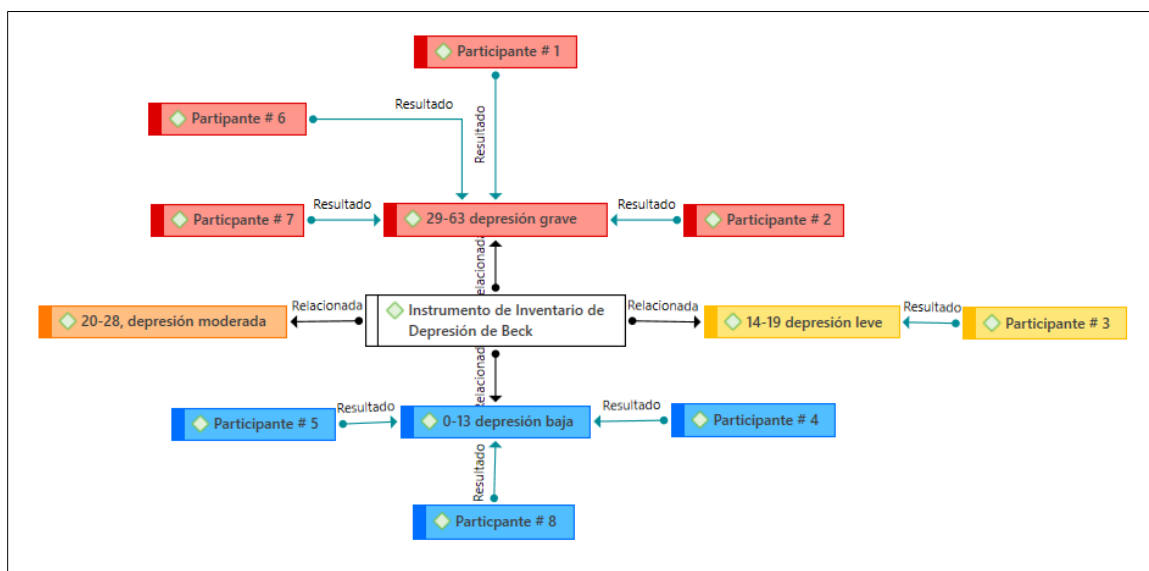 Participante # 1
Resultado
Partipante # 6
Resultado
Particpante # 7
Resultado
29-63 depresión grave
Resultado
Participante # 2
Relacionada
20-28, depresión moderada
Relacionada
Instrumento de Inventario de
Depresión de Beck
Relacionada
14-19 depresión leve
Resultado
Participante # 3
Relacionada
Participante # 5
Resultado
0-13 depresión baja
Resultado
Participante # 4
Resultado
Particpante # 8